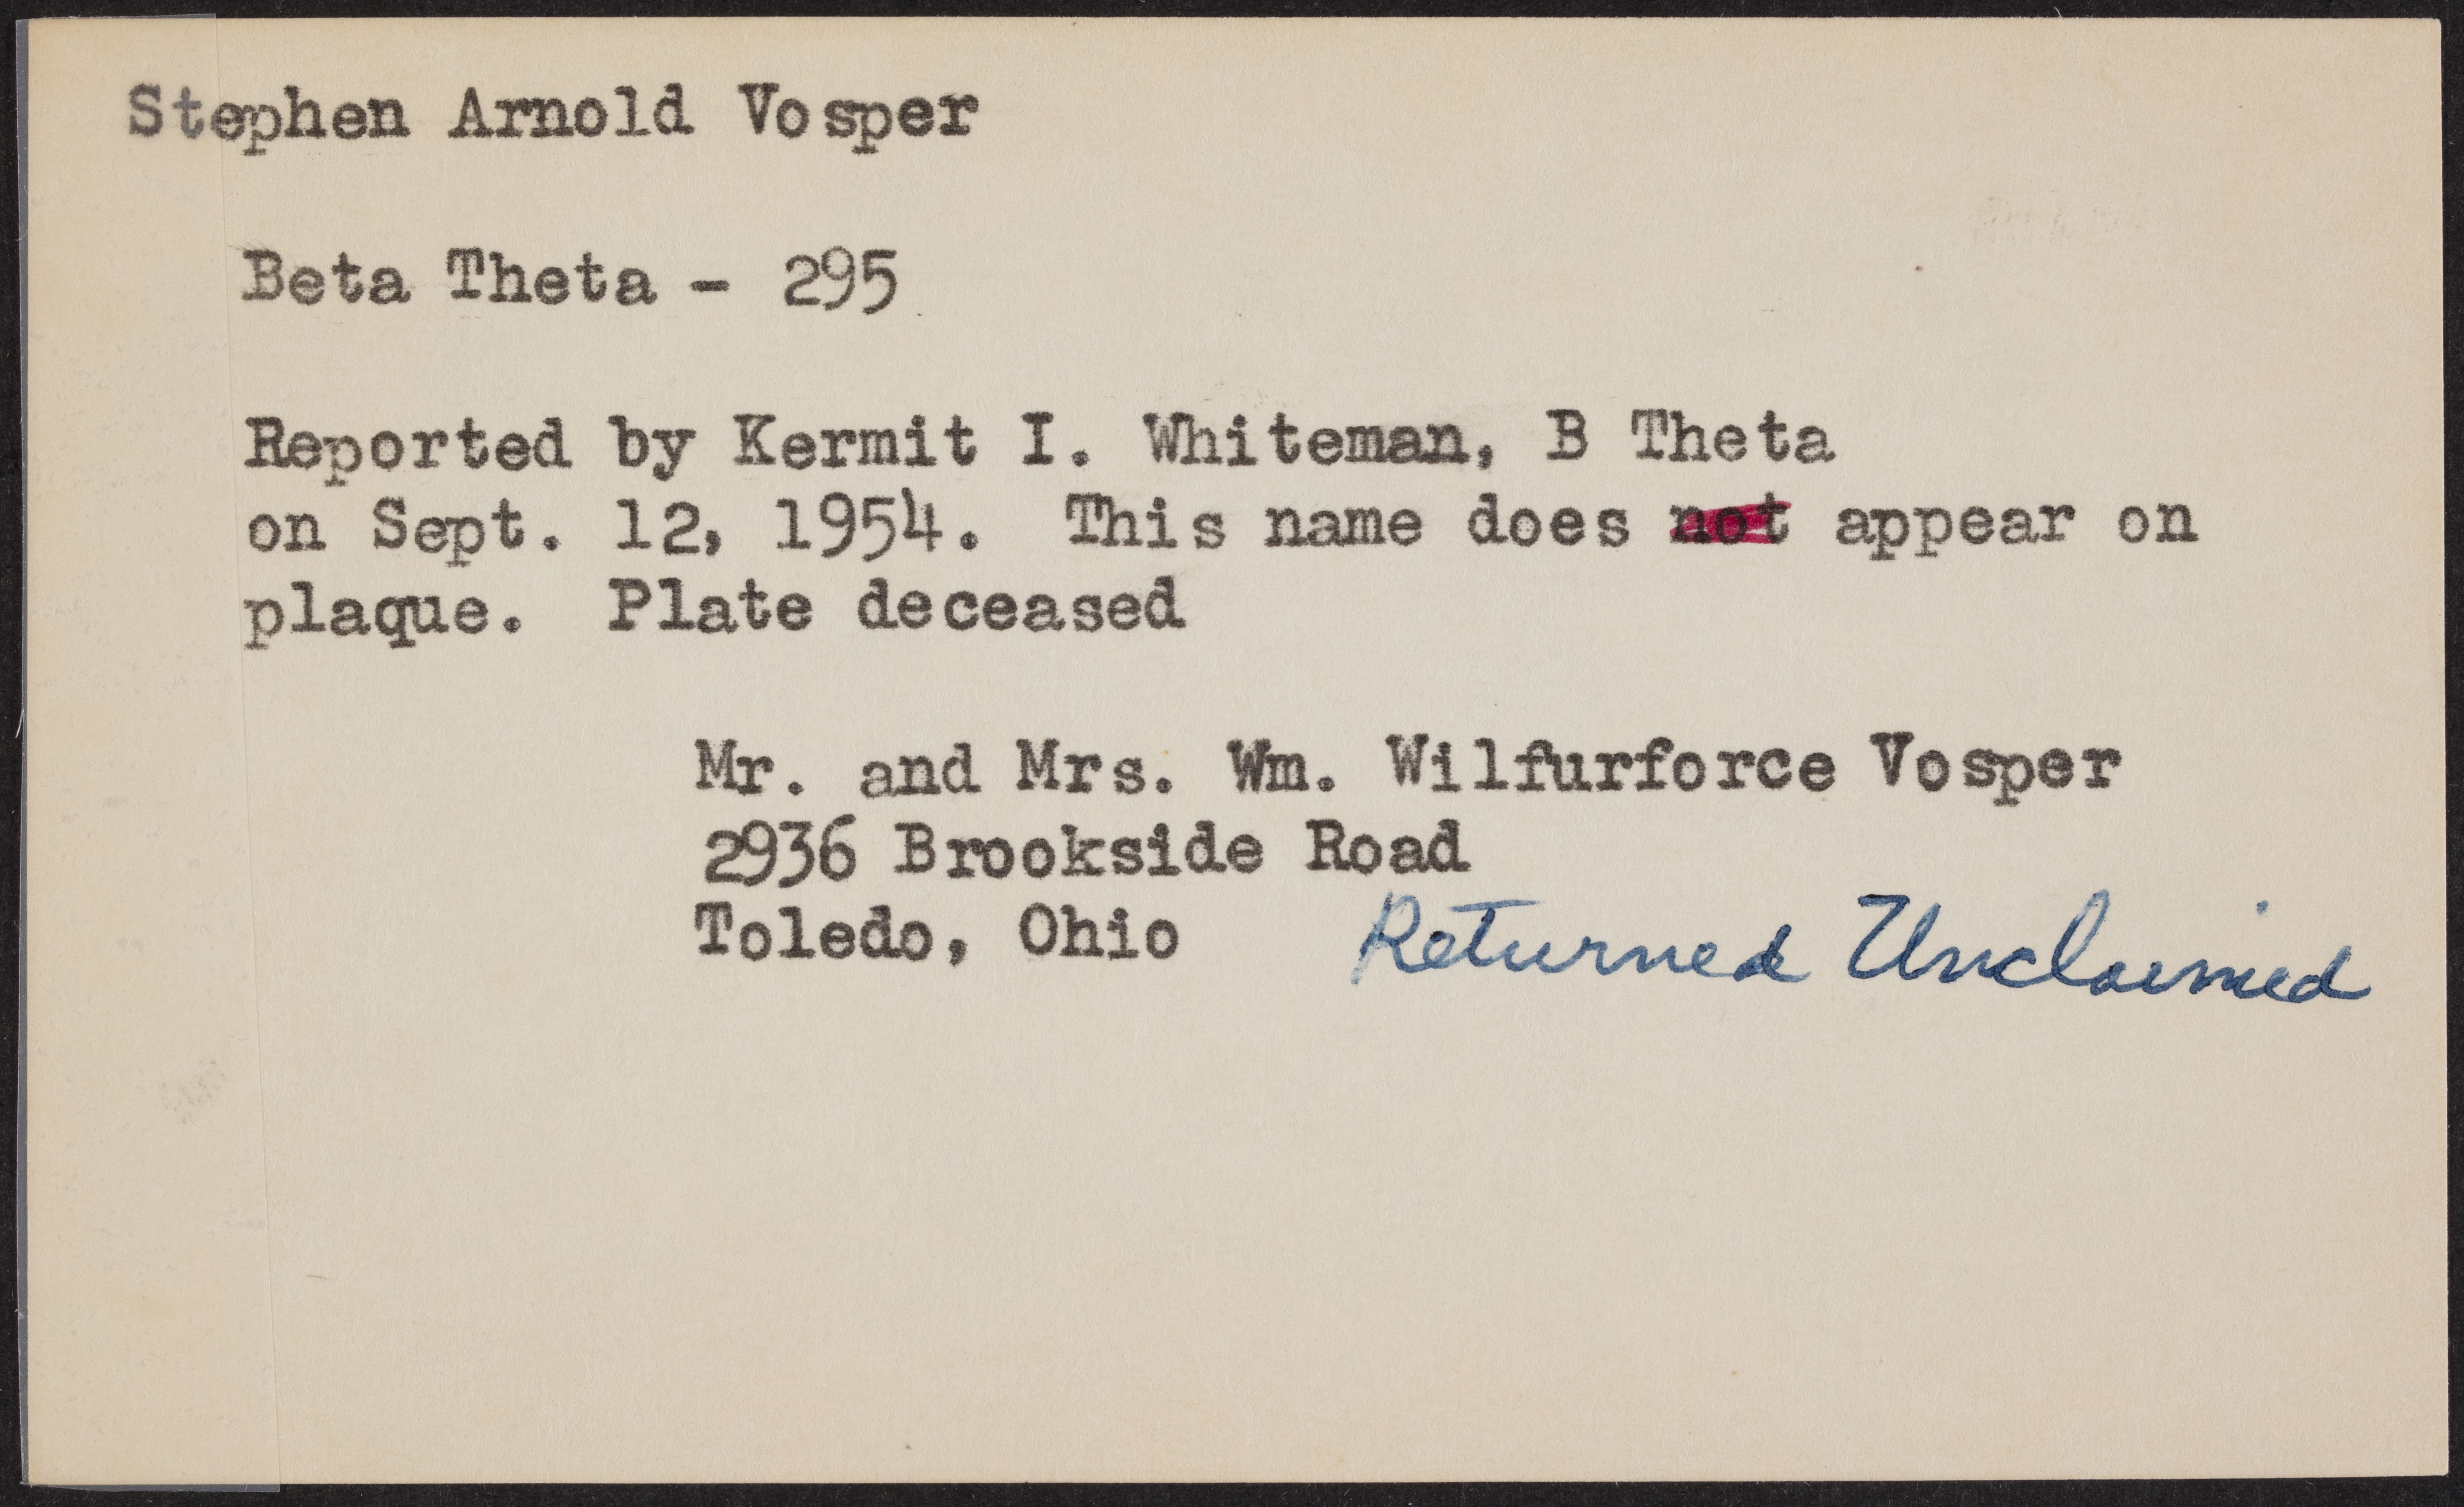 Stephen Arnold Vosper
Beta Theta - 295
Reported by Kermit I. Whiteman, B Theta
on Sept. 12, 1954. This name does not appear on
plaque. Plate deceased
Mr. and Mrs. Wm. Wilfurforce Vosper
2936 Brookside Road
Toledo, Ohio Returned Unclaimed